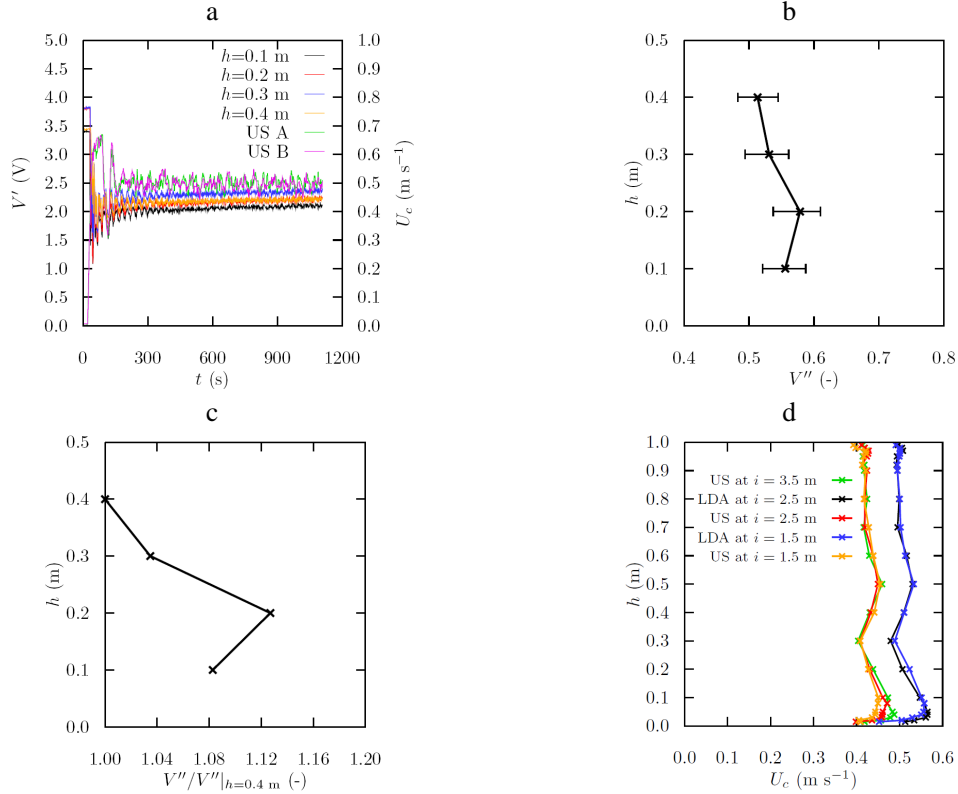 a
5.0
4.5
4.0
3.5
3.0
2.5
2.0
1.5
1.0
0.5
0.0
V′ (V)
h=0.1 m
h=0.2 m
h=0.3 m
h=0.4 m
US A
US B
1.0
0.9
0.8
0.7
0.6
0.5
0.4
0.3
0.2
0.1
0.0
U_c (m s⁻¹)
0 300 600 900 1200
t (s)
b
0.5
0.4
0.3
0.2
0.1
0.0
h (m)
0.4 0.5 0.6 0.7 0.8
V″ (-)
c
0.5
0.4
0.3
0.2
0.1
0.0
h (m)
1.00 1.04 1.08 1.12 1.16 1.20
V″/V″|_{h=0.4 m} (-)
d
1.0
0.9
0.8
0.7
0.6
0.5
0.4
0.3
0.2
0.1
0.0
h (m)
US at i = 3.5 m
LDA at i = 2.5 m
US at i = 2.5 m
LDA at i = 1.5 m
US at i = 1.5 m
0.0 0.1 0.2 0.3 0.4 0.5 0.6
U_c (m s⁻¹)